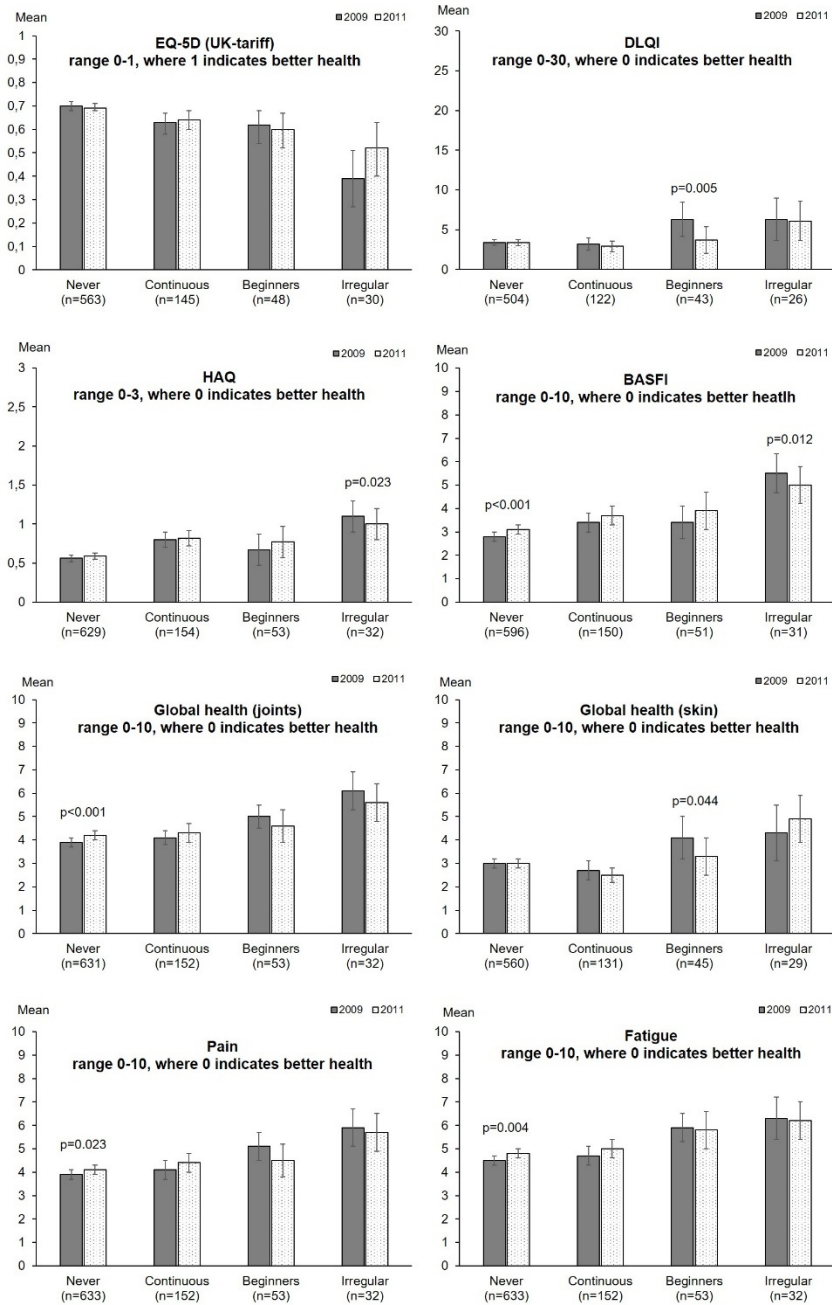 Mean
2009 2011
EQ-5D (UK-tariff)
range 0-1, where 1 indicates better health
1
0,9
0,8
0,7
0,6
0,5
0,4
0,3
0,2
0,1
0
Never Continuous Beginners Irregular
(n=563) (n=145) (n=48) (n=30)
2009 2011
Mean
DLQI
range 0-30, where 0 indicates better health
30
25
20
15
10
5
0
p=0.005
Never Continuous Beginners Irregular
(n=504) (122) (n=43) (n=26)
Mean
2009 2011
HAQ
range 0-3, where 0 indicates better health
3
2,5
2
1,5
1
0,5
0
p=0.023
Never Continuous Beginners Irregular
(n=629) (n=154) (n=53) (n=32)
Mean
2009 2011
BASFI
range 0-10, where 0 indicates better heatlh
10
9
8
7
6
5
4
3
2
1
0
p<0.001
p=0.012
Never Continuous Beginners Irregular
(n=596) (n=150) (n=51) (n=31)
Mean
2009 2011
Global health (joints)
range 0-10, where 0 indicates better health
10
9
8
7
6
5
4
3
2
1
0
p<0.001
Never Continuous Beginners Irregular
(n=631) (n=152) (n=53) (n=32)
Mean
2009 2011
Global health (skin)
range 0-10, where 0 indicates better health
10
9
8
7
6
5
4
3
2
1
0
p=0.044
Never Continuous Beginners Irregular
(n=560) (n=131) (n=45) (n=29)
Mean
2009 2011
Pain
range 0-10, where 0 indicates better health
10
9
8
7
6
5
4
3
2
1
0
p=0.023
Never Continuous Beginners Irregular
(n=633) (n=152) (n=53) (n=32)
Mean
2009 2011
Fatigue
range 0-10, where 0 indicates better health
10
9
8
7
6
5
4
3
2
1
0
p=0.004
Never Continuous Beginners Irregular
(n=633) (n=152) (n=53) (n=32)